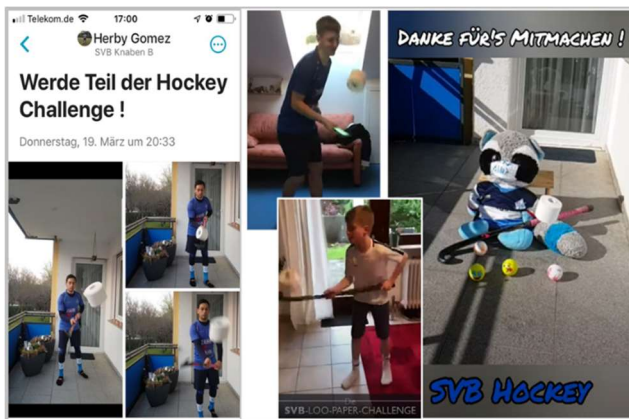 Telekom.de 17:00
Herby Gomez
SVB Knaben B
Werde Teil der Hockey
Challenge !
Donnerstag, 19. März um 20:33
DANKE FÜR'S MITMACHEN !
SVB-LOO-PAPER-CHALLENGE
SVB HOCKEY